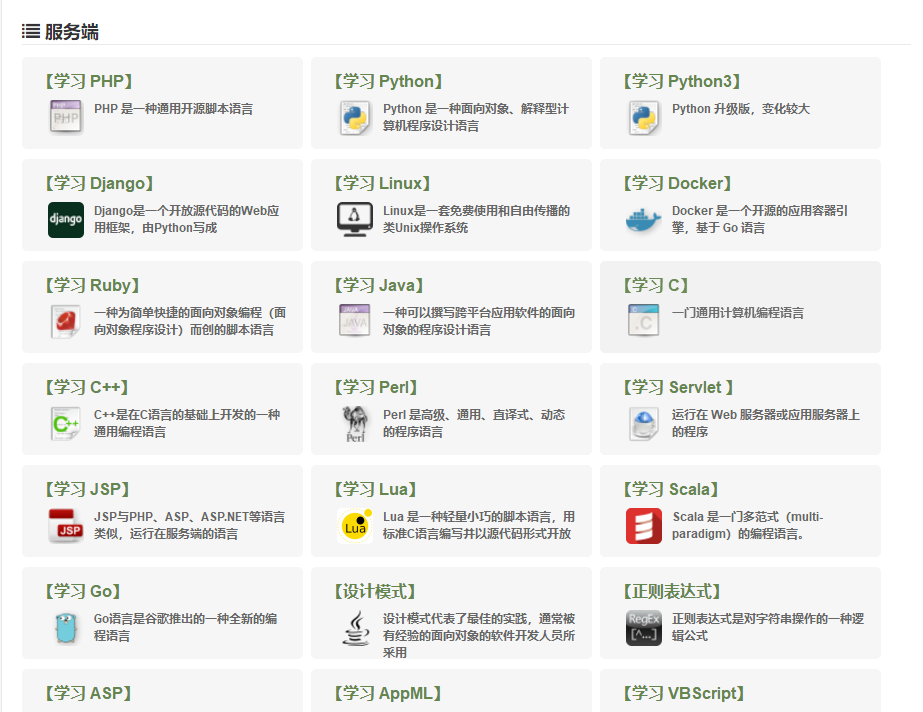 服务端
【学习 PHP】
PHP
PHP 是一种通用开源脚本语言
【学习 Python】
Python 是一种面向对象、解释型计
算机程序设计语言
【学习 Python3】
Python 升级版，变化较大
【学习 Django】
django
Django是一个开放源代码的Web应
用框架，由Python写成
【学习 Linux】
Linux是一套免费使用和自由传播的
类Unix操作系统
【学习 Docker】
Docker 是一个开源的应用容器引
擎，基于 Go 语言
【学习 Ruby】
一种为简单快捷的面向对象编程（面
向对象程序设计）而创的脚本语言
【学习 Java】
JAVA
JAVA
一种可以撰写跨平台应用软件的面向
对象的程序设计语言
【学习 C】
.C
一门通用计算机编程语言
【学习 C++】
C++
C++是在C语言的基础上开发的一种
通用编程语言
【学习 Perl】
Perl
Perl 是高级、通用、直译式、动态
的程序语言
【学习 Servlet 】
运行在 Web 服务器或应用服务器上
的程序
【学习 JSP】
JSP
JSP与PHP、ASP、ASP.NET等语言
类似，运行在服务端的语言
【学习 Lua】
Lua
Lua 是一种轻量小巧的脚本语言，用
标准C语言编写并以源代码形式开放
【学习 Scala】
Scala 是一门多范式（multi-
paradigm）的编程语言。
【学习 Go】
Go语言是谷歌推出的一种全新的编
程语言
【设计模式】
设计模式代表了最佳的实践，通常被
有经验的面向对象的软件开发人员所
采用
【正则表达式】
RegEx
[^...]
正则表达式是对字符串操作的一种逻
辑公式
【学习 ASP】
【学习 AppML】
【学习 VBScript】